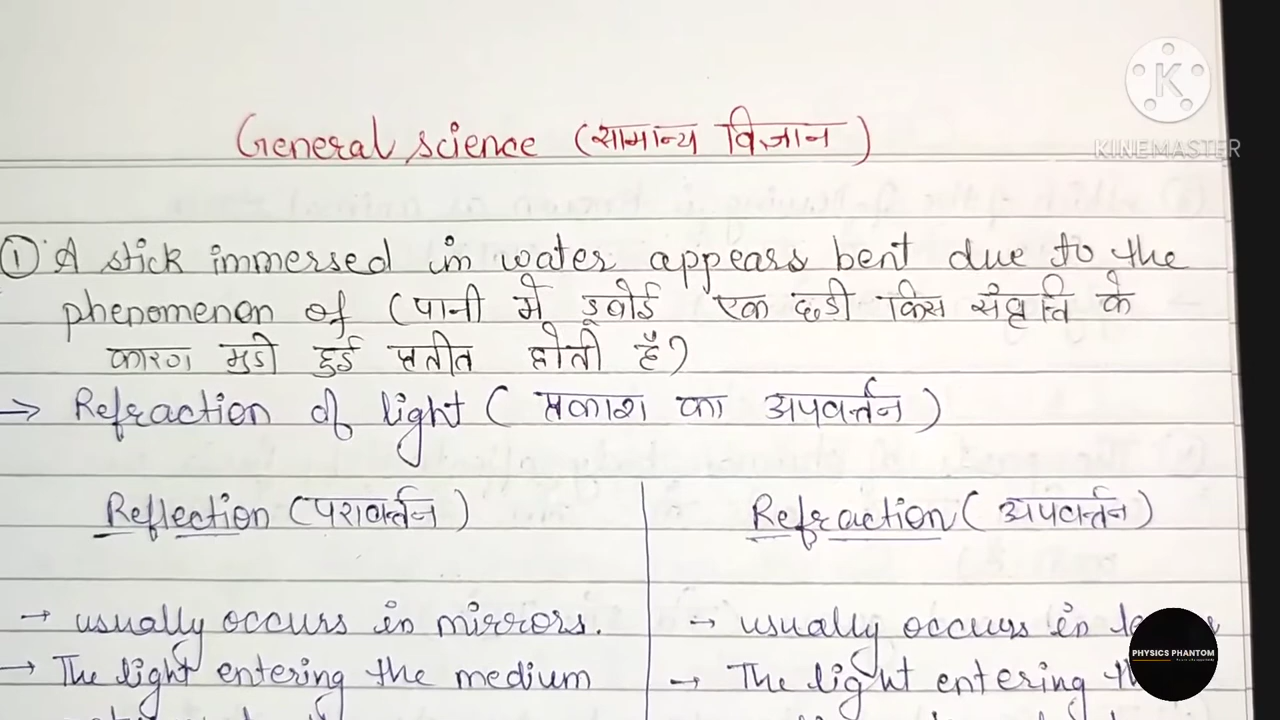 General science (सामान्य विज्ञान)
K
KINEMASTER
① A stick immersed in water appears bent due to the
phenomenon of (पानी में डूबोई एक छडी किस संवृत्ति के
कारण मुडी हुई प्रतीत होती है?)
→ Refraction of light (प्रकाश का अपवर्त्तन)
Reflection (परावर्त्तन)
Refraction (अपवर्त्तन)
→ usually occurs in mirrors.
→ The light entering the medium
→ usually occurs in
→ The light entering
PHYSICS PHANTOM